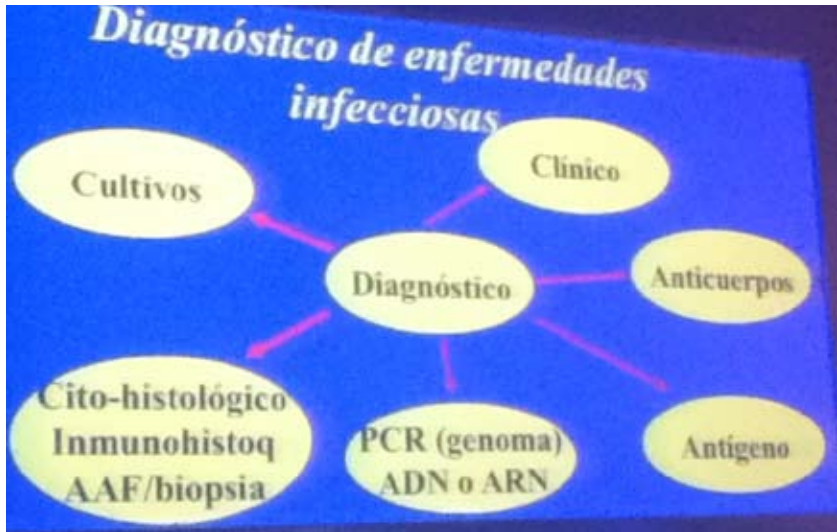 Diagnóstico de enfermedades
infecciosas
Cultivos
Clínico
Diagnóstico
Anticuerpos
Cito-histológico
Inmunohistoq
AAF/biopsia
PCR (genoma)
ADN o ARN
Antígeno